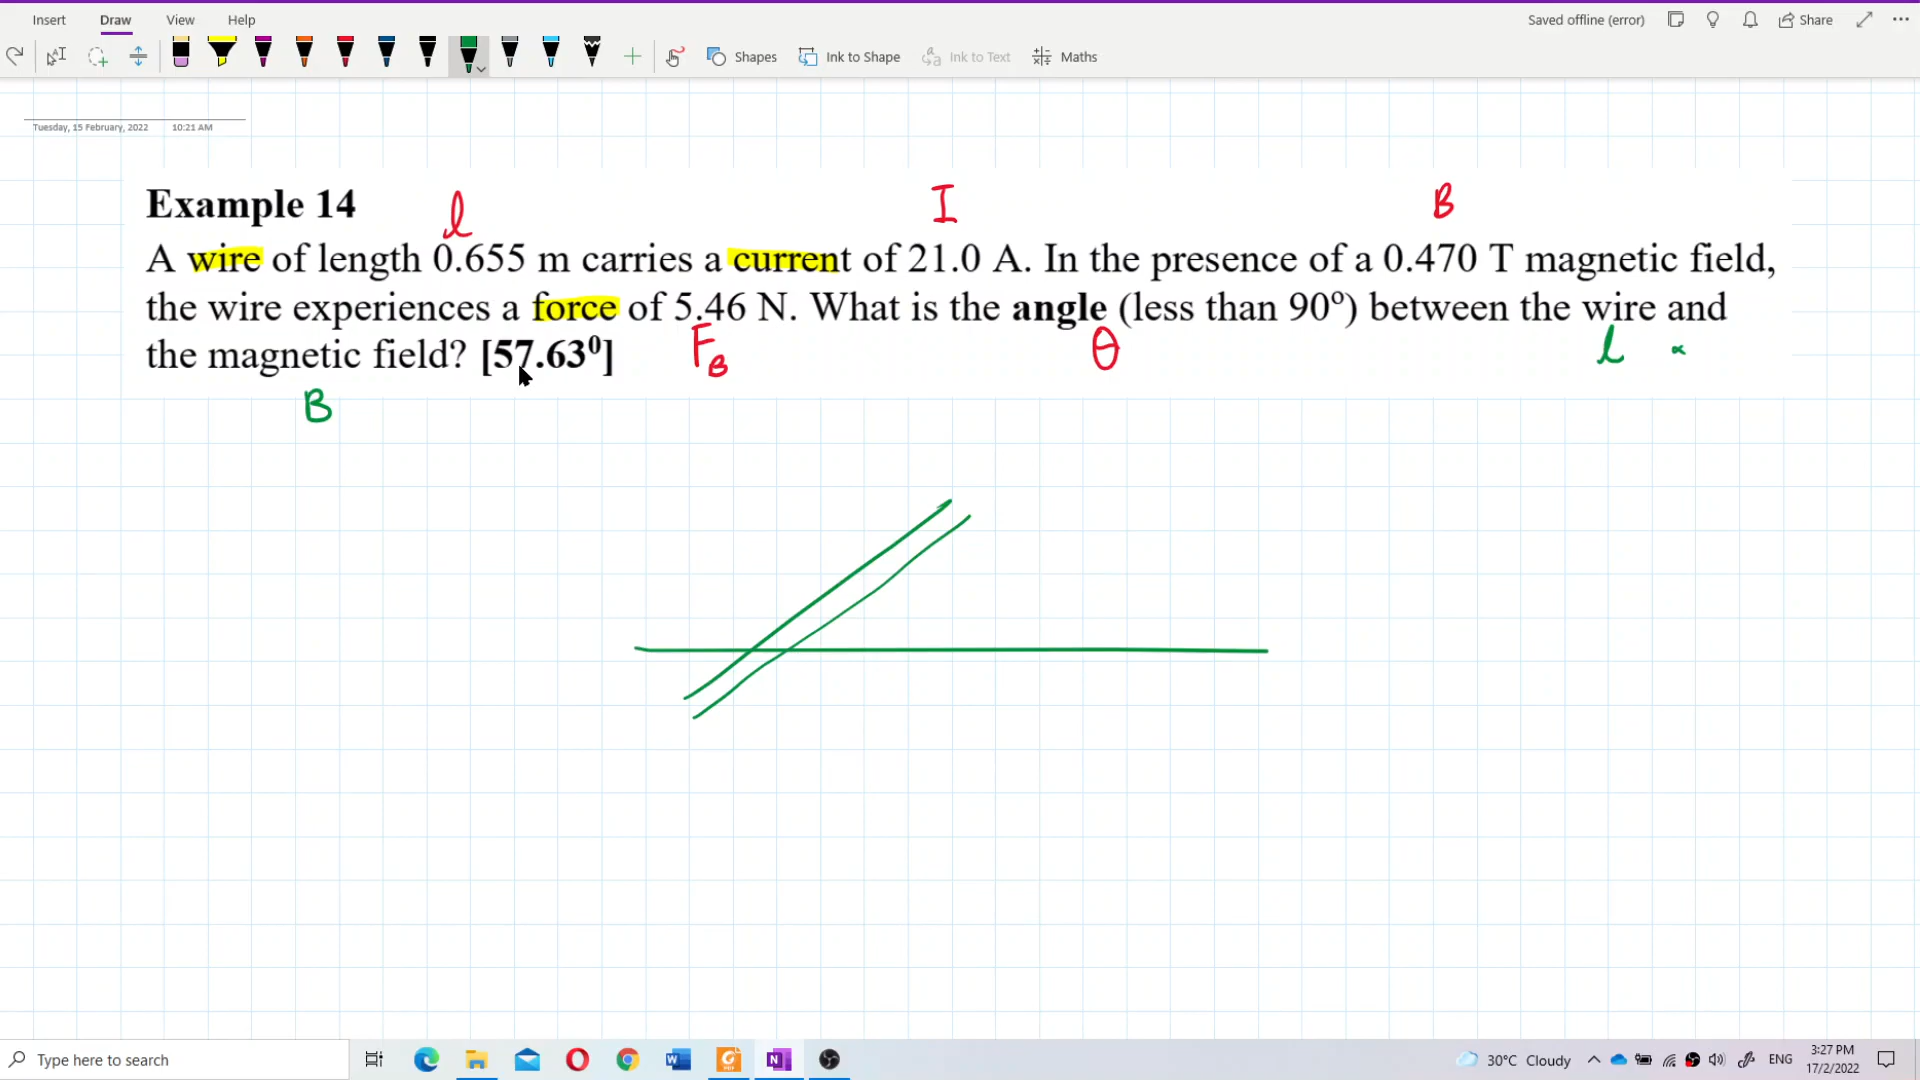 Insert Draw View Help Saved offline (error) Share
Shapes Ink to Shape Ink to Text Maths
Tuesday, 15 February, 2022 10:21 AM
Example 14
l I B
A wire of length 0.655 m carries a current of 21.0 A. In the presence of a 0.470 T magnetic field,
the wire experiences a force of 5.46 N. What is the angle (less than 90º) between the wire and
the magnetic field? [57.63⁰]
F_B θ l
B
Type here to search 30°C Cloudy ENG 3:27 PM
17/2/2022